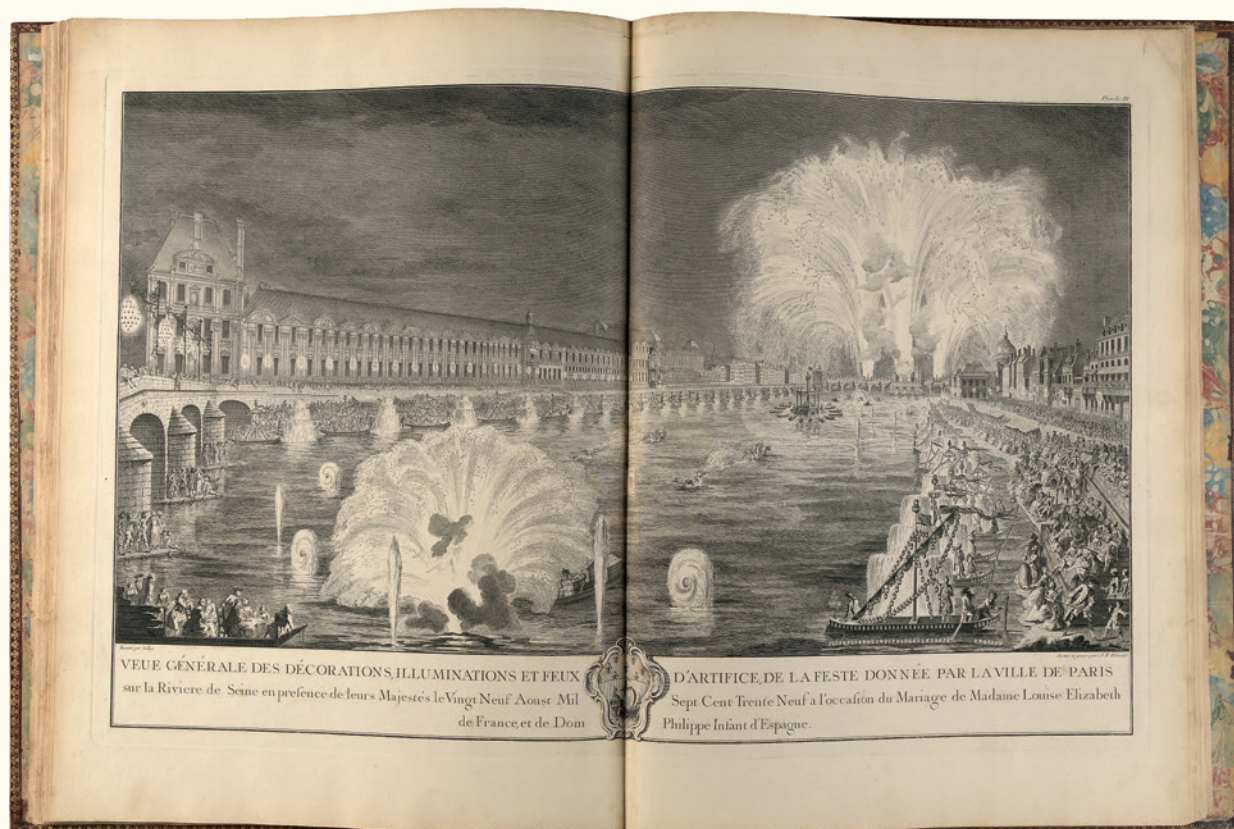 VEUE GÉNÉRALE DES DÉCORATIONS, ILLUMINATIONS ET FEUX D'ARTIFICE, DE LA FESTE DONNÉE PAR LA VILLE DE PARIS
sur la Riviere de Seine en presence de leurs Majestés le Vingt Neuf Aoust Mil Sept Cent Trente Neuf a l'occasion du Mariage de Madame Louise Elizabeth
de France, et de Dom Philippe Infant d'Espagne.